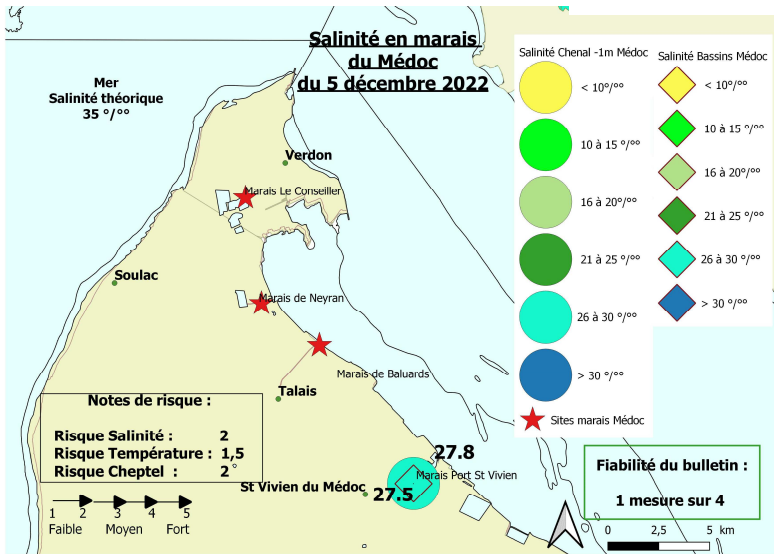 Salinité en marais
du Médoc
du 5 décembre 2022
Mer
Salinité théorique
35 °/°°
Verdon
Marais Le Conseiller
Soulac
Marais de Neyran
Marais de Baluards
Talais
27.8
Marais Port St Vivien
St Vivien du Médoc
27.5
Notes de risque :
Risque Salinité : 2
Risque Température : 1,5
Risque Cheptel : 2°
1 2 3 4 5
Faible Moyen Fort
Salinité Chenal -1m Médoc
< 10°/°°
10 à 15 °/°°
16 à 20°/°°
21 à 25 °/°°
26 à 30 °/°°
> 30 °/°°
Sites marais Médoc
Salinité Bassins Médoc
< 10°/°°
10 à 15 °/°°
16 à 20°/°°
21 à 25 °/°°
26 à 30 °/°°
> 30 °/°°
Fiabilité du bulletin :
1 mesure sur 4
0 2,5 5 km